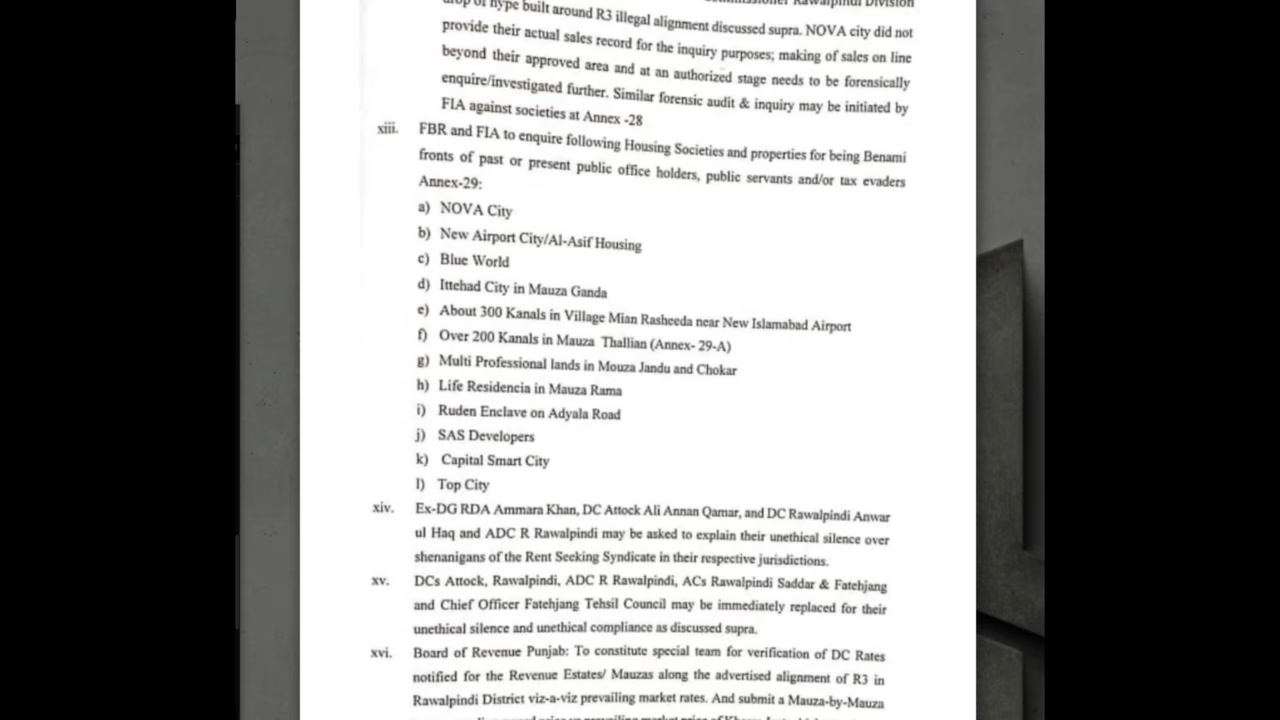 Rawalpindi Division
drop of hype built around R3 illegal alignment discussed supra. NOVA city did not
provide their actual sales record for the inquiry purposes; making of sales on line
beyond their approved area and at an authorized stage needs to be forensically
enquire/investigated further. Similar forensic audit & inquiry may be initiated by
FIA against societies at Annex -28
xiii. FBR and FIA to enquire following Housing Societies and properties for being Benami
fronts of past or present public office holders, public servants and/or tax evaders
Annex-29:
a) NOVA City
b) New Airport City/Al-Asif Housing
c) Blue World
d) Ittehad City in Mauza Ganda
e) About 300 Kanals in Village Mian Rasheeda near New Islamabad Airport
f) Over 200 Kanals in Mauza Thallian (Annex- 29-A)
g) Multi Professional lands in Mouza Jandu and Chokar
h) Life Residencia in Mauza Rama
i) Ruden Enclave on Adyala Road
j) SAS Developers
k) Capital Smart City
l) Top City
xiv. Ex-DG RDA Ammara Khan, DC Attock Ali Annan Qamar, and DC Rawalpindi Anwar
ul Haq and ADC R Rawalpindi may be asked to explain their unethical silence over
shenanigans of the Rent Seeking Syndicate in their respective jurisdictions.
xv. DCs Attock, Rawalpindi, ADC R Rawalpindi, ACs Rawalpindi Saddar & Fatehjang
and Chief Officer Fatehjang Tehsil Council may be immediately replaced for their
unethical silence and unethical compliance as discussed supra.
xvi. Board of Revenue Punjab: To constitute special team for verification of DC Rates
notified for the Revenue Estates/ Mauzas along the advertised alignment of R3 in
Rawalpindi District viz-a-viz prevailing market rates. And submit a Mauza-by-Mauza